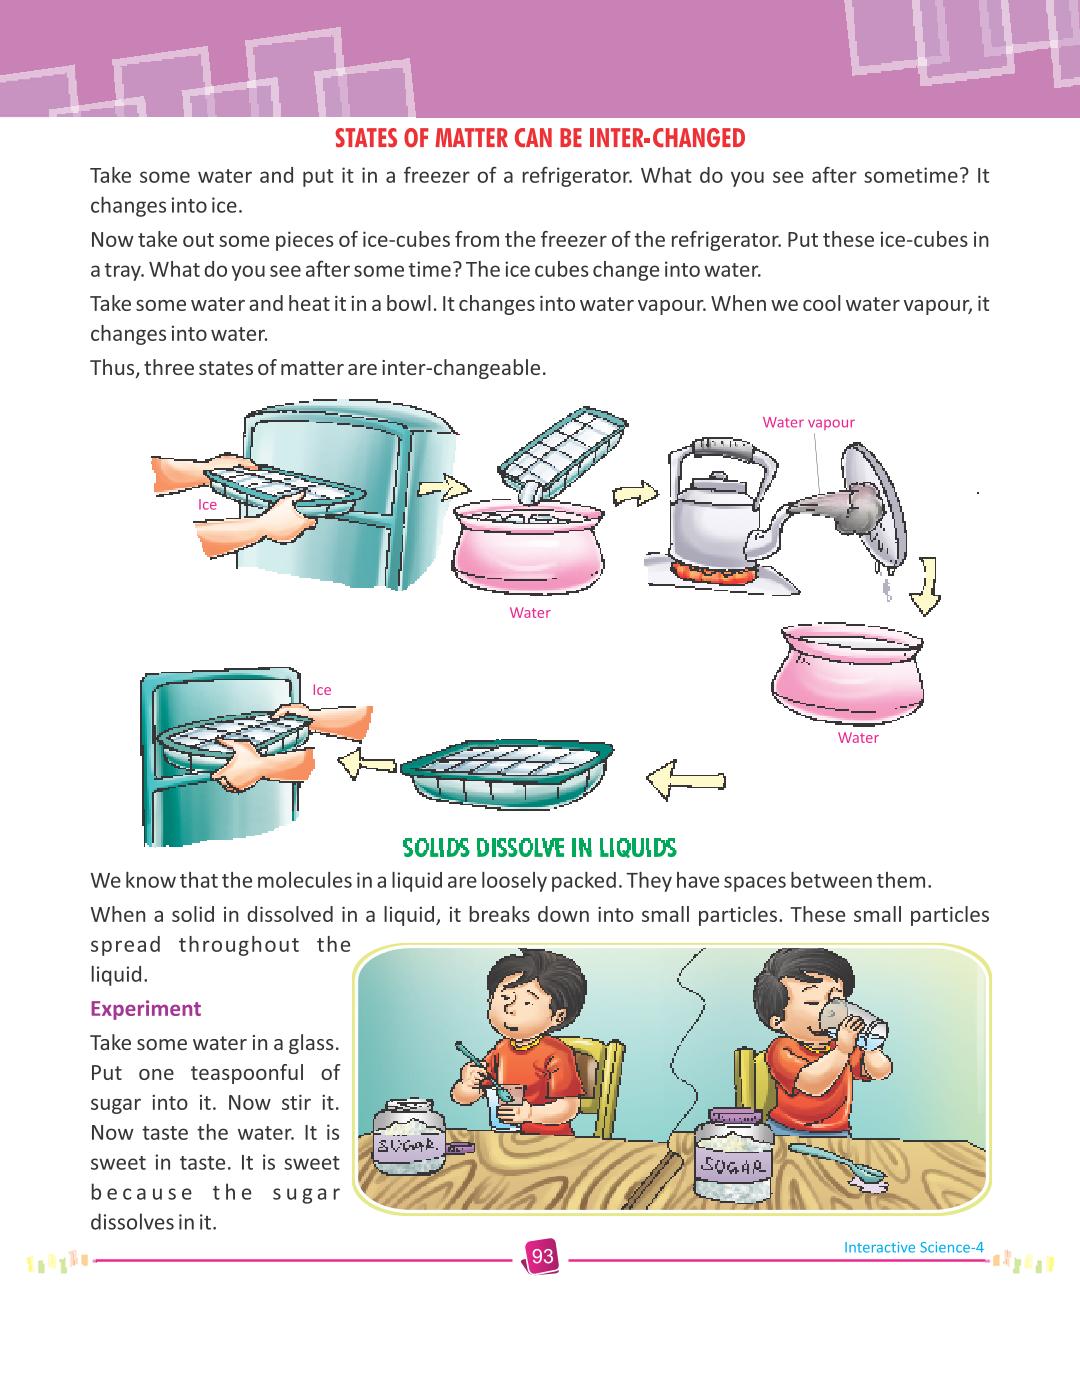 STATES OF MATTER CAN BE INTER-CHANGED
Take some water and put it in a freezer of a refrigerator. What do you see after sometime? It
changes into ice.
Now take out some pieces of ice-cubes from the freezer of the refrigerator. Put these ice-cubes in
a tray. What do you see after some time? The ice cubes change into water.
Take some water and heat it in a bowl. It changes into water vapour. When we cool water vapour, it
changes into water.
Thus, three states of matter are inter-changeable.
Water vapour
Ice
Water
Ice
Water
SOLIDS DISSOLVE IN LIQUIDS
We know that the molecules in a liquid are loosely packed. They have spaces between them.
When a solid in dissolved in a liquid, it breaks down into small particles. These small particles
spread throughout the
liquid.
Experiment
Take some water in a glass.
Put one teaspoonful of
sugar into it. Now stir it.
Now taste the water. It is
sweet in taste. It is sweet
because the sugar
dissolves in it.
SUGAR
SUGAR
93
Interactive Science-4